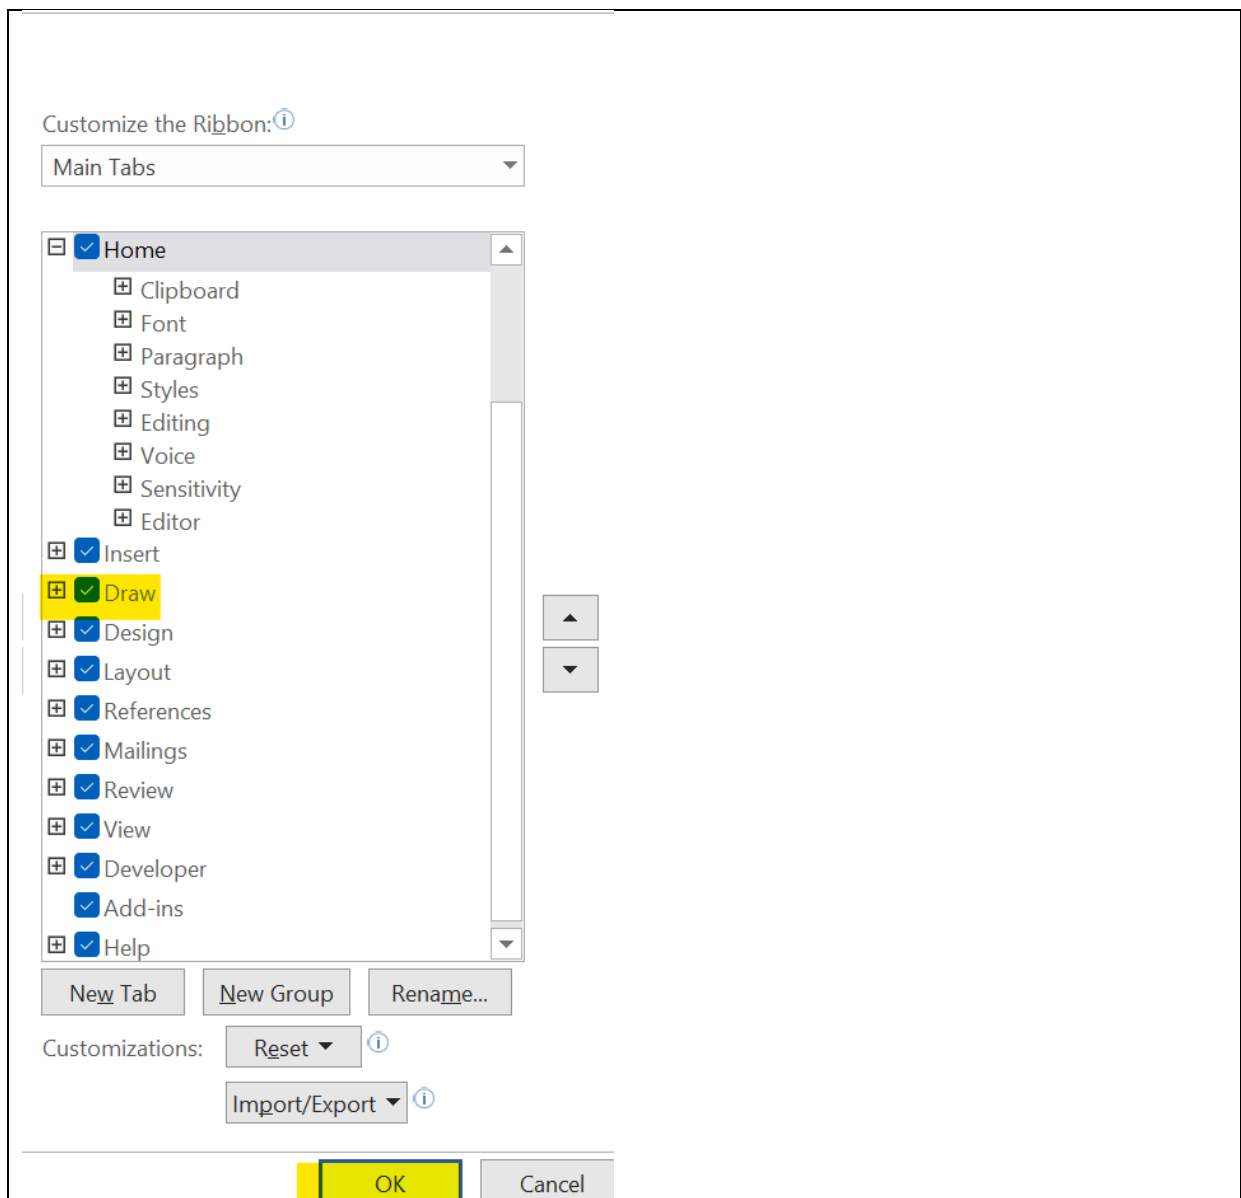 Customize the Ribbon:
Main Tabs
Home
Clipboard
Font
Paragraph
Styles
Editing
Voice
Sensitivity
Editor
Insert
Draw
Design
Layout
References
Mailings
Review
View
Developer
Add-ins
Help
New Tab New Group Rename...
Customizations: Reset
Import/Export
OK Cancel